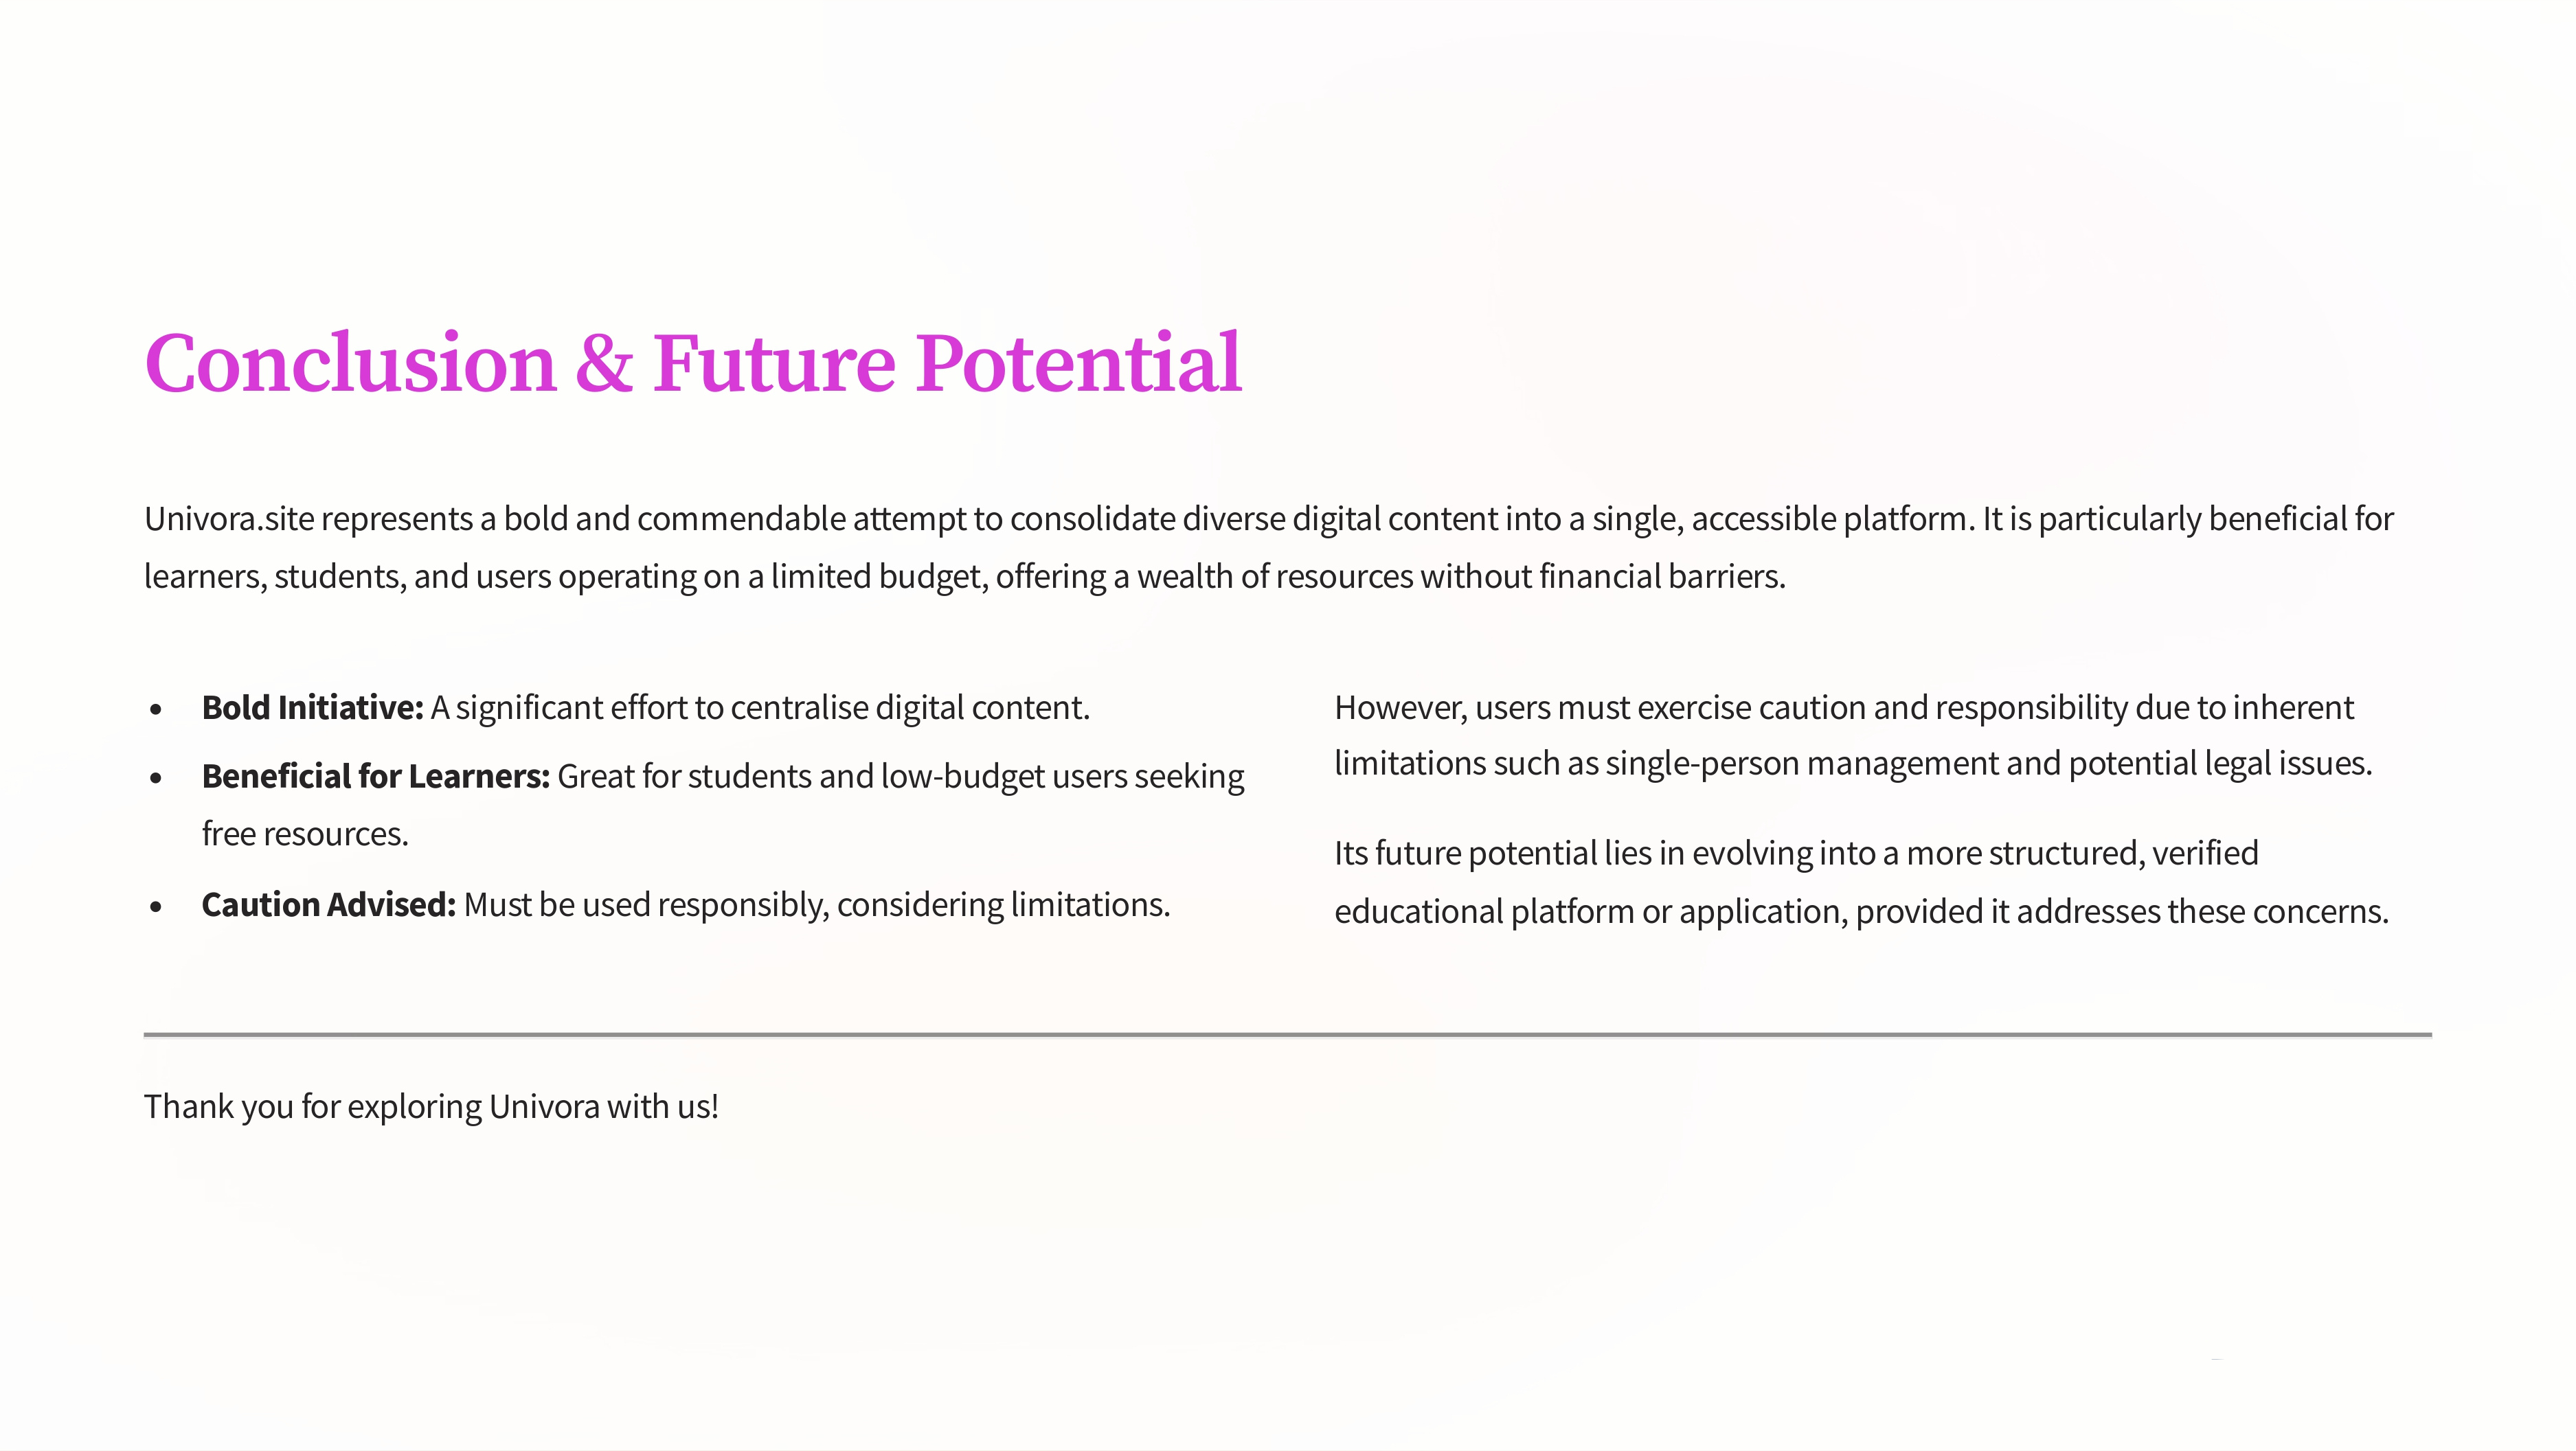 Conclusion & Future Potential
Univora.site represents a bold and commendable attempt to consolidate diverse digital content into a single, accessible platform. It is particularly beneficial for
learners, students, and users operating on a limited budget, offering a wealth of resources without financial barriers.
• Bold Initiative: A significant effort to centralise digital content.
• Beneficial for Learners: Great for students and low-budget users seeking
free resources.
• Caution Advised: Must be used responsibly, considering limitations.
However, users must exercise caution and responsibility due to inherent
limitations such as single-person management and potential legal issues.
Its future potential lies in evolving into a more structured, verified
educational platform or application, provided it addresses these concerns.
Thank you for exploring Univora with us!